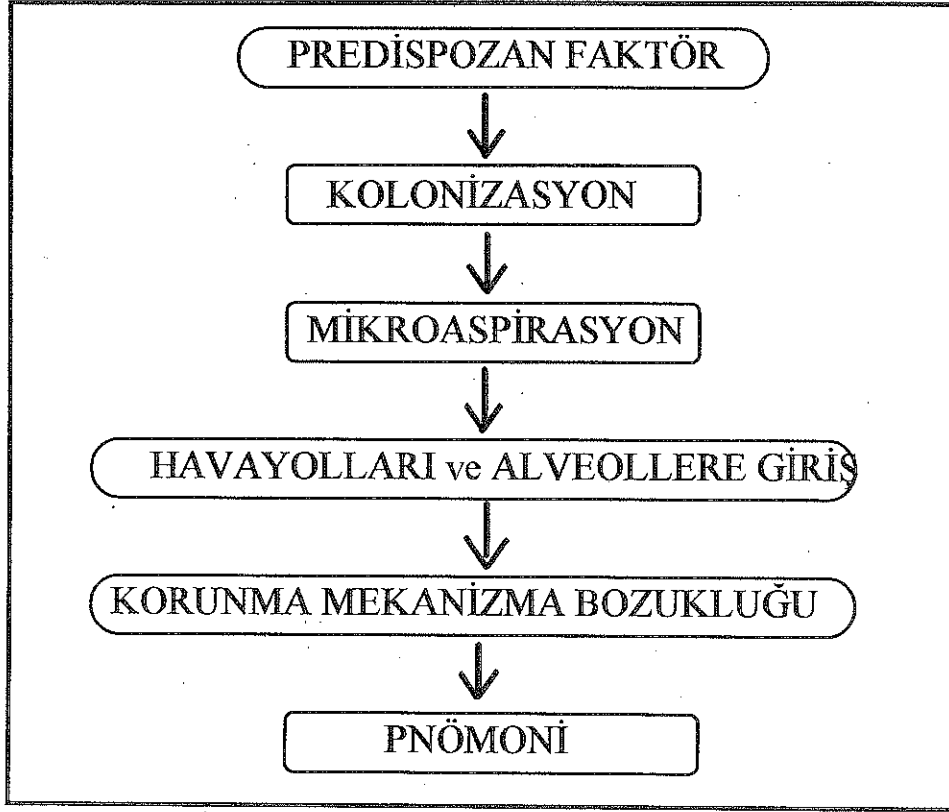 PREDİSPOZAN FAKTÖR
KOLONİZASYON
MİKROASPİRASYON
HAVAYOLLARI ve ALVEOLLERE GİRİŞ
KORUNMA MEKANİZMA BOZUKLUĞU
PNÖMONİ